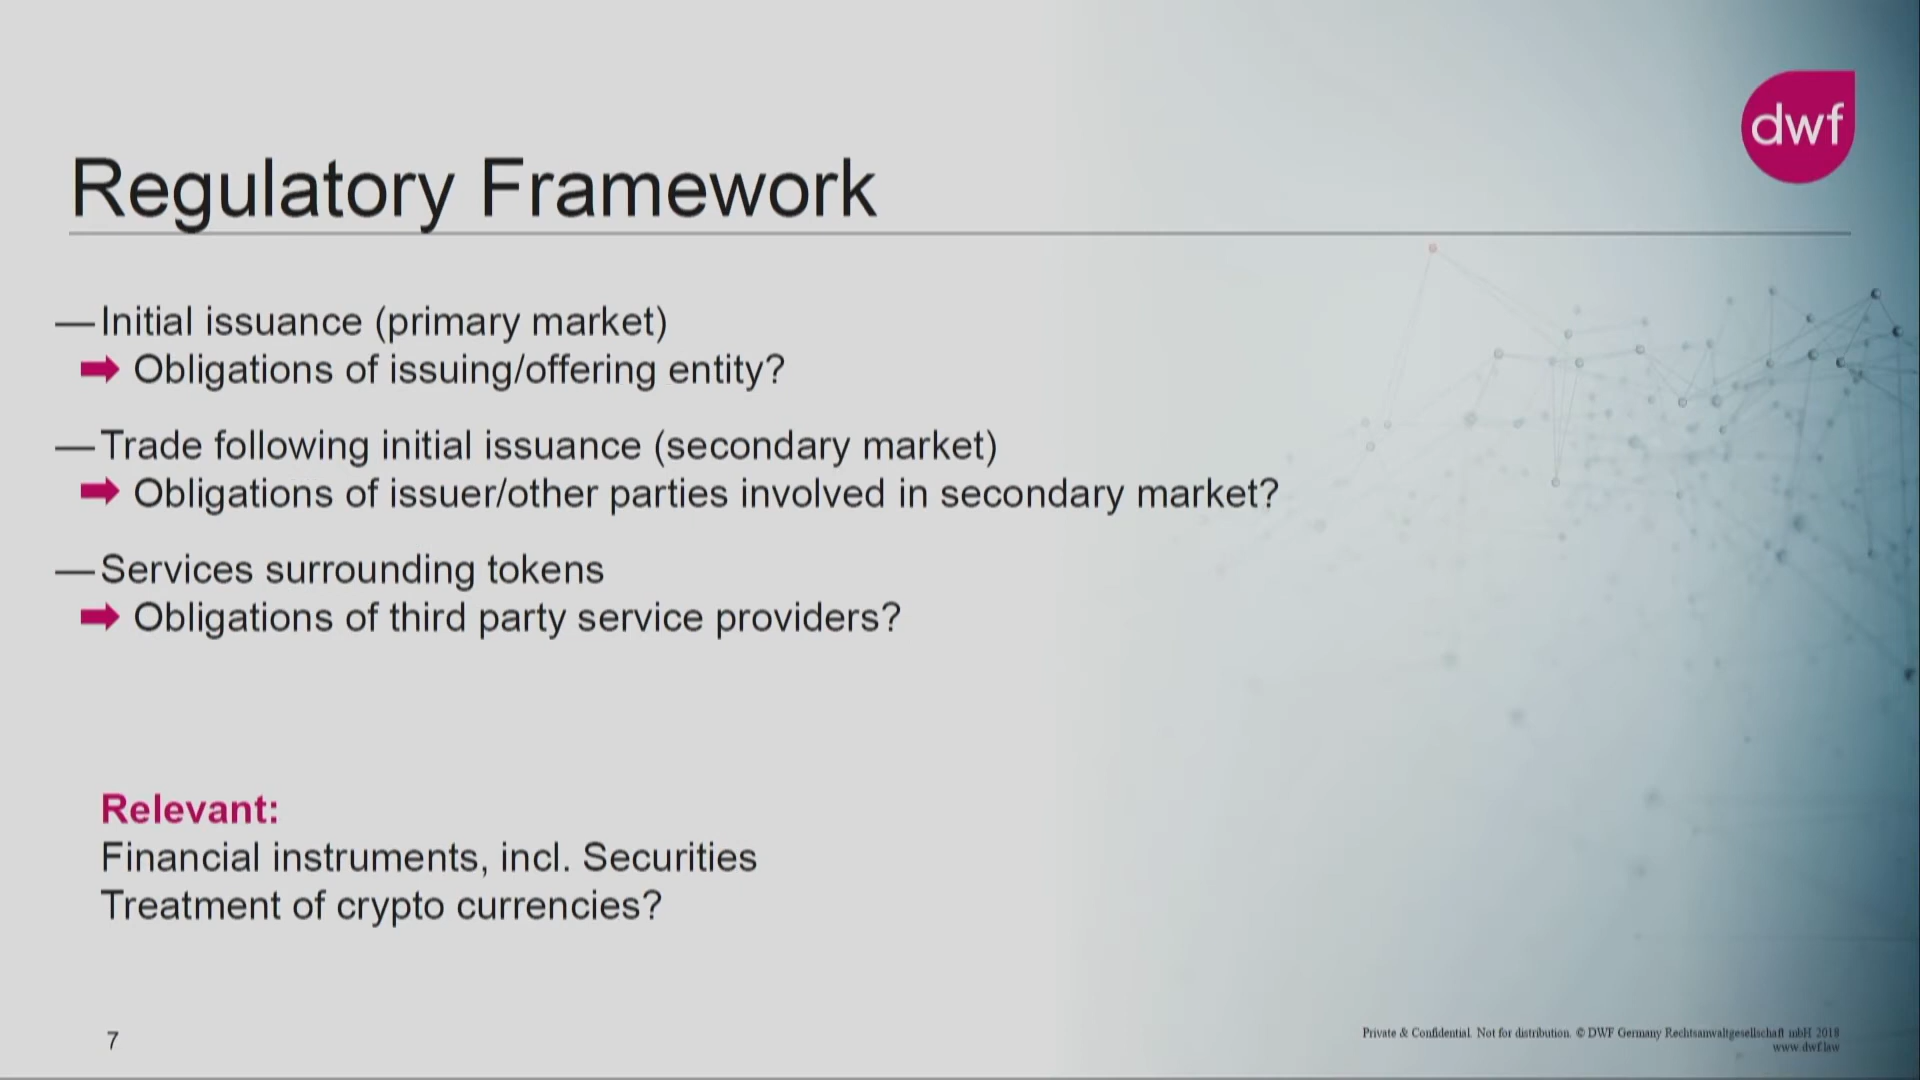 dwf
Regulatory Framework
—Initial issuance (primary market)
➡ Obligations of issuing/offering entity?
—Trade following initial issuance (secondary market)
➡ Obligations of issuer/other parties involved in secondary market?
—Services surrounding tokens
➡ Obligations of third party service providers?
Relevant:
Financial instruments, incl. Securities
Treatment of crypto currencies?
7
Private & Confidential. Not for distribution. © DWF Germany Rechtsanwaltgesellschaft mbH 2018
www.dwf.law